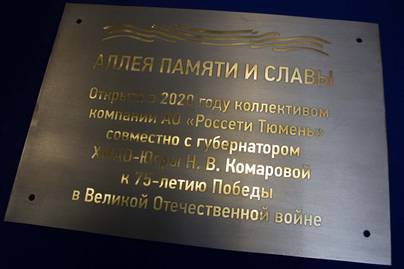 АЛЛЕЯ ПАМЯТИ И СЛАВЫ
Открыта в 2020 году коллективом
компании АО «Россети Тюмень»
совместно с губернатором
ХМАО-Югры Н. В. Комаровой
к 75-летию Победы
в Великой Отечественной войне